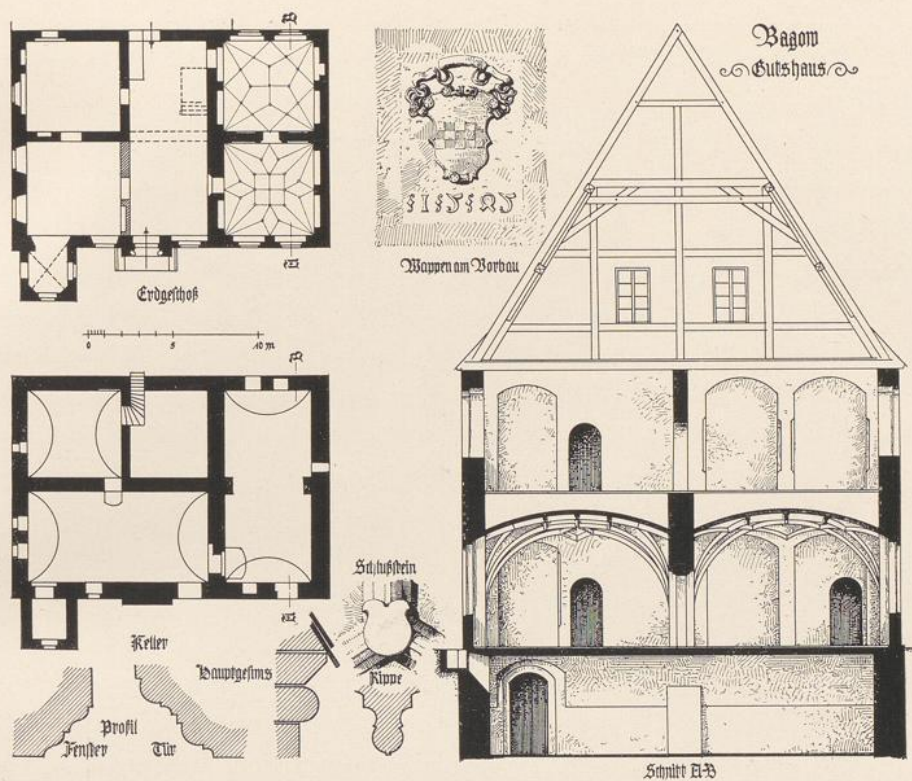 Bagow
Gutshaus
B
A
Erdgeschoß
Wappen am Vorbau
0 5 10 m
B
A
Keller
Schlußstein
Hauptgesims
Rippe
Profil
Fenster Tür
Schnitt A-B